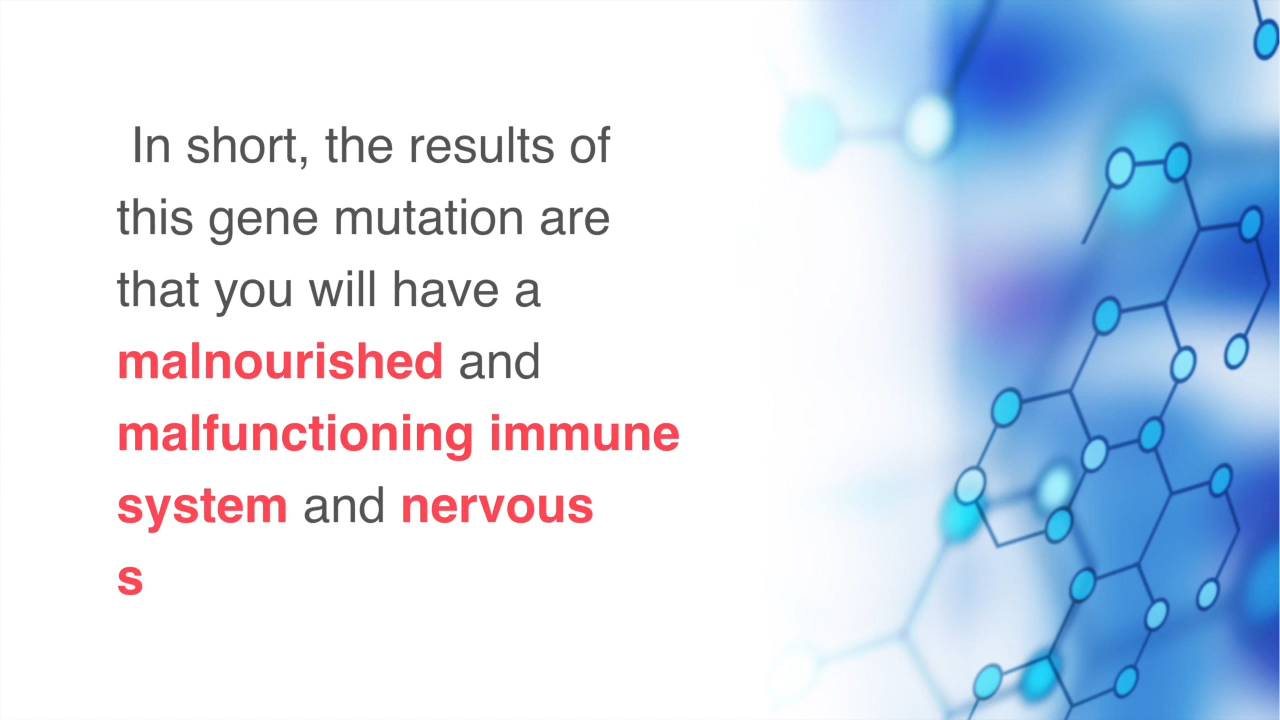 In short, the results of
this gene mutation are
that you will have a
malnourished and
malfunctioning immune
system and nervous
s